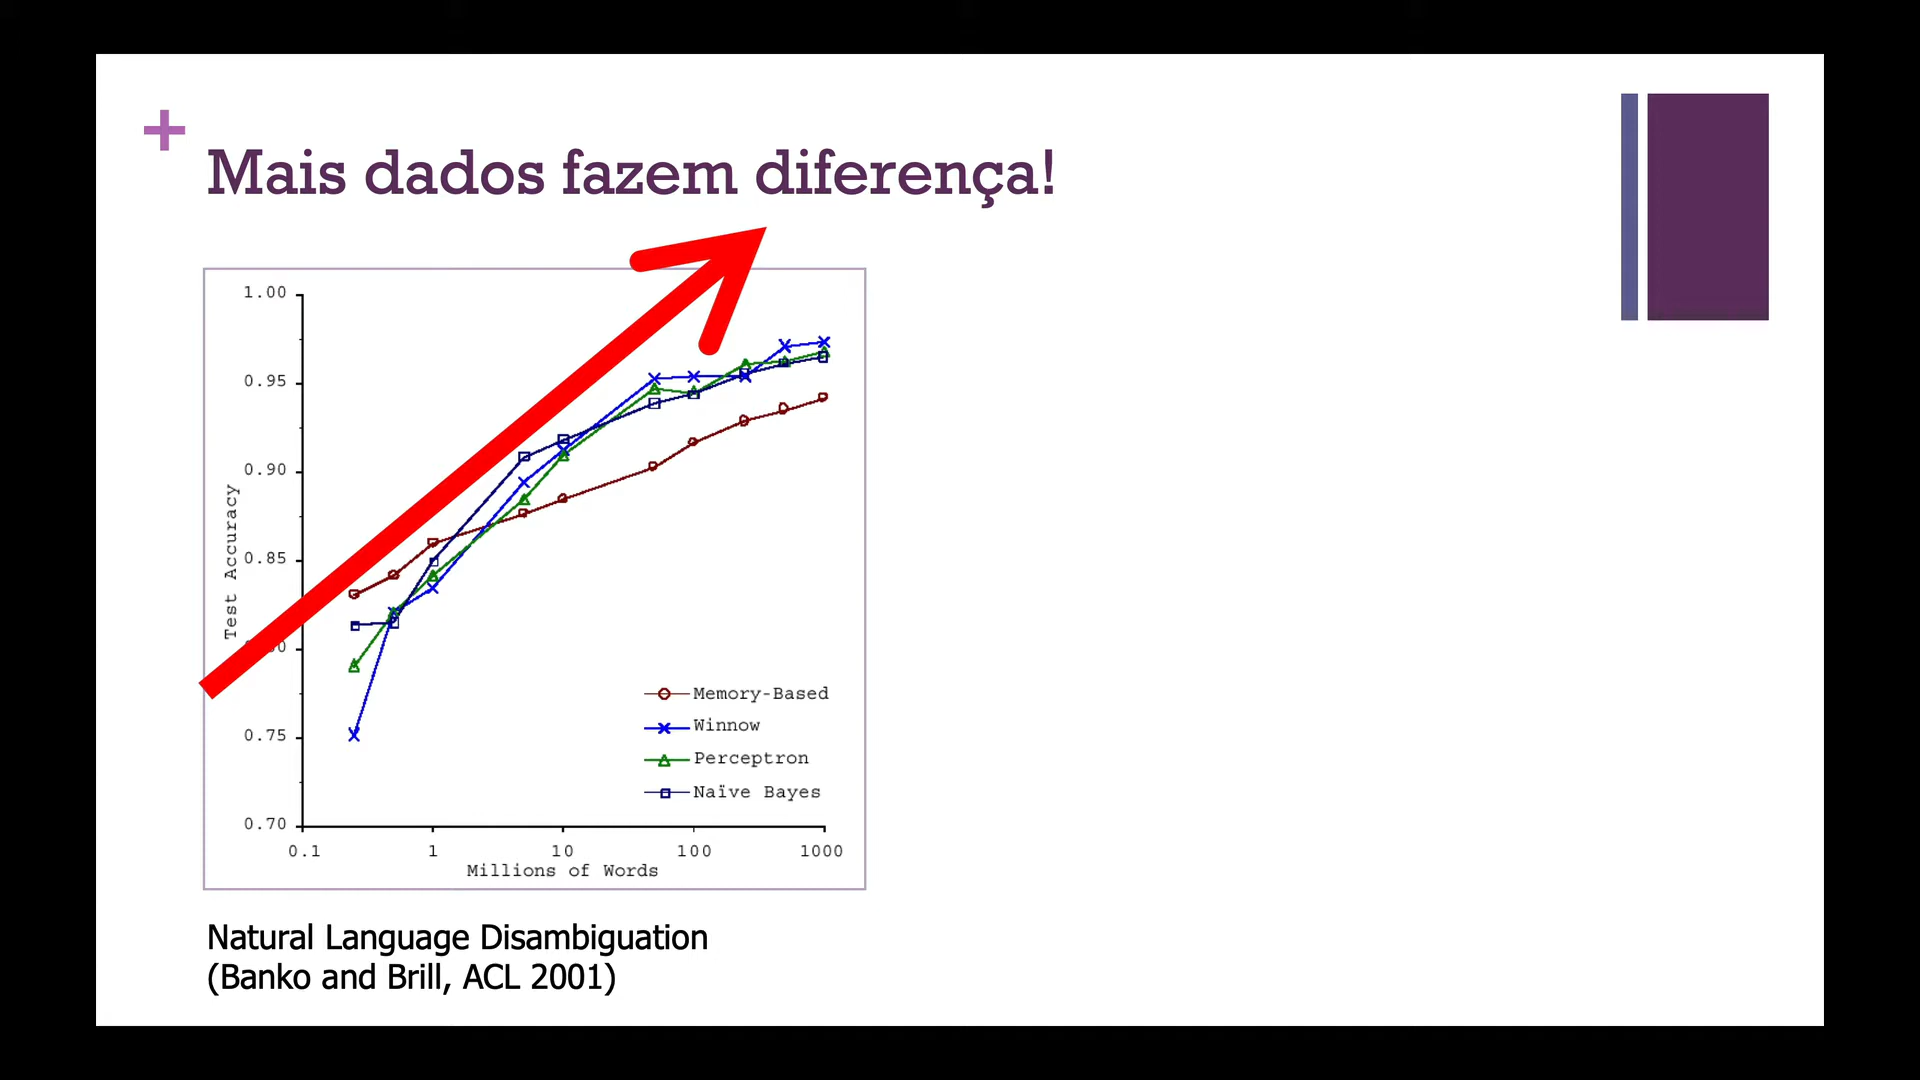 +
Mais dados fazem diferença!
1.00
0.95
0.90
0.85
0.75
0.70
Test Accuracy
0.1 1 10 100 1000
Millions of Words
Memory-Based
Winnow
Perceptron
Naïve Bayes
Natural Language Disambiguation
(Banko and Brill, ACL 2001)